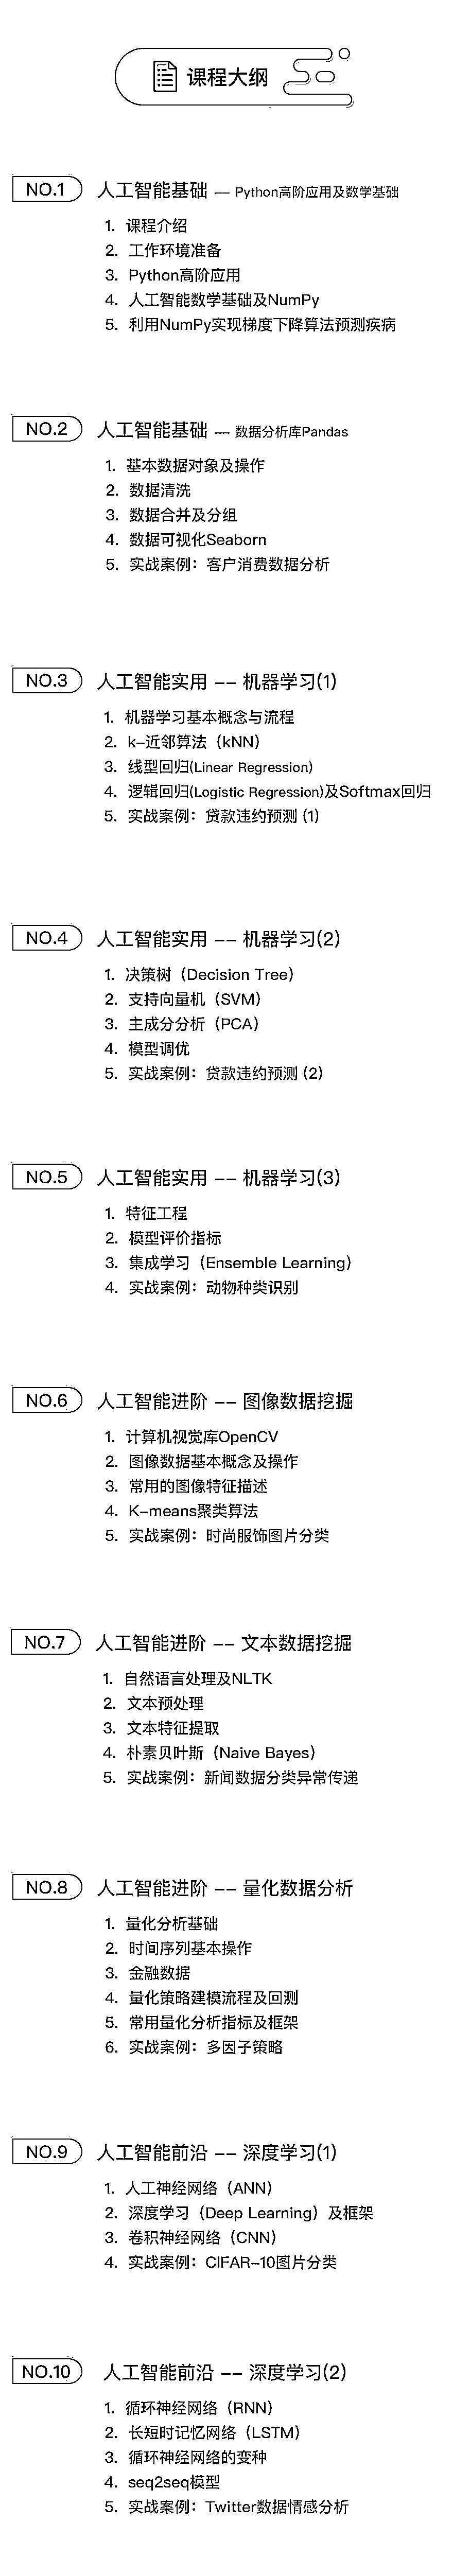 课程大纲
NO.1 人工智能基础 -- Python高阶应用及数学基础
1. 课程介绍
2. 工作环境准备
3. Python高阶应用
4. 人工智能数学基础及NumPy
5. 利用NumPy实现梯度下降算法预测疾病
NO.2 人工智能基础 -- 数据分析库Pandas
1. 基本数据对象及操作
2. 数据清洗
3. 数据合并及分组
4. 数据可视化Seaborn
5. 实战案例：客户消费数据分析
NO.3 人工智能实用 -- 机器学习(1)
1. 机器学习基本概念与流程
2. k-近邻算法（kNN）
3. 线型回归(Linear Regression)
4. 逻辑回归(Logistic Regression)及Softmax回归
5. 实战案例：贷款违约预测 (1)
NO.4 人工智能实用 -- 机器学习(2)
1. 决策树（Decision Tree）
2. 支持向量机（SVM）
3. 主成分分析（PCA）
4. 模型调优
5. 实战案例：贷款违约预测 (2)
NO.5 人工智能实用 -- 机器学习(3)
1. 特征工程
2. 模型评价指标
3. 集成学习（Ensemble Learning）
4. 实战案例：动物种类识别
NO.6 人工智能进阶 -- 图像数据挖掘
1. 计算机视觉库OpenCV
2. 图像数据基本概念及操作
3. 常用的图像特征描述
4. K-means聚类算法
5. 实战案例：时尚服饰图片分类
NO.7 人工智能进阶 -- 文本数据挖掘
1. 自然语言处理及NLTK
2. 文本预处理
3. 文本特征提取
4. 朴素贝叶斯（Naive Bayes）
5. 实战案例：新闻数据分类异常传递
NO.8 人工智能进阶 -- 量化数据分析
1. 量化分析基础
2. 时间序列基本操作
3. 金融数据
4. 量化策略建模流程及回测
5. 常用量化分析指标及框架
6. 实战案例：多因子策略
NO.9 人工智能前沿 -- 深度学习(1)
1. 人工神经网络（ANN）
2. 深度学习（Deep Learning）及框架
3. 卷积神经网络（CNN）
4. 实战案例：CIFAR-10图片分类
NO.10 人工智能前沿 -- 深度学习(2)
1. 循环神经网络（RNN）
2. 长短时记忆网络（LSTM）
3. 循环神经网络的变种
4. seq2seq模型
5. 实战案例：Twitter数据情感分析